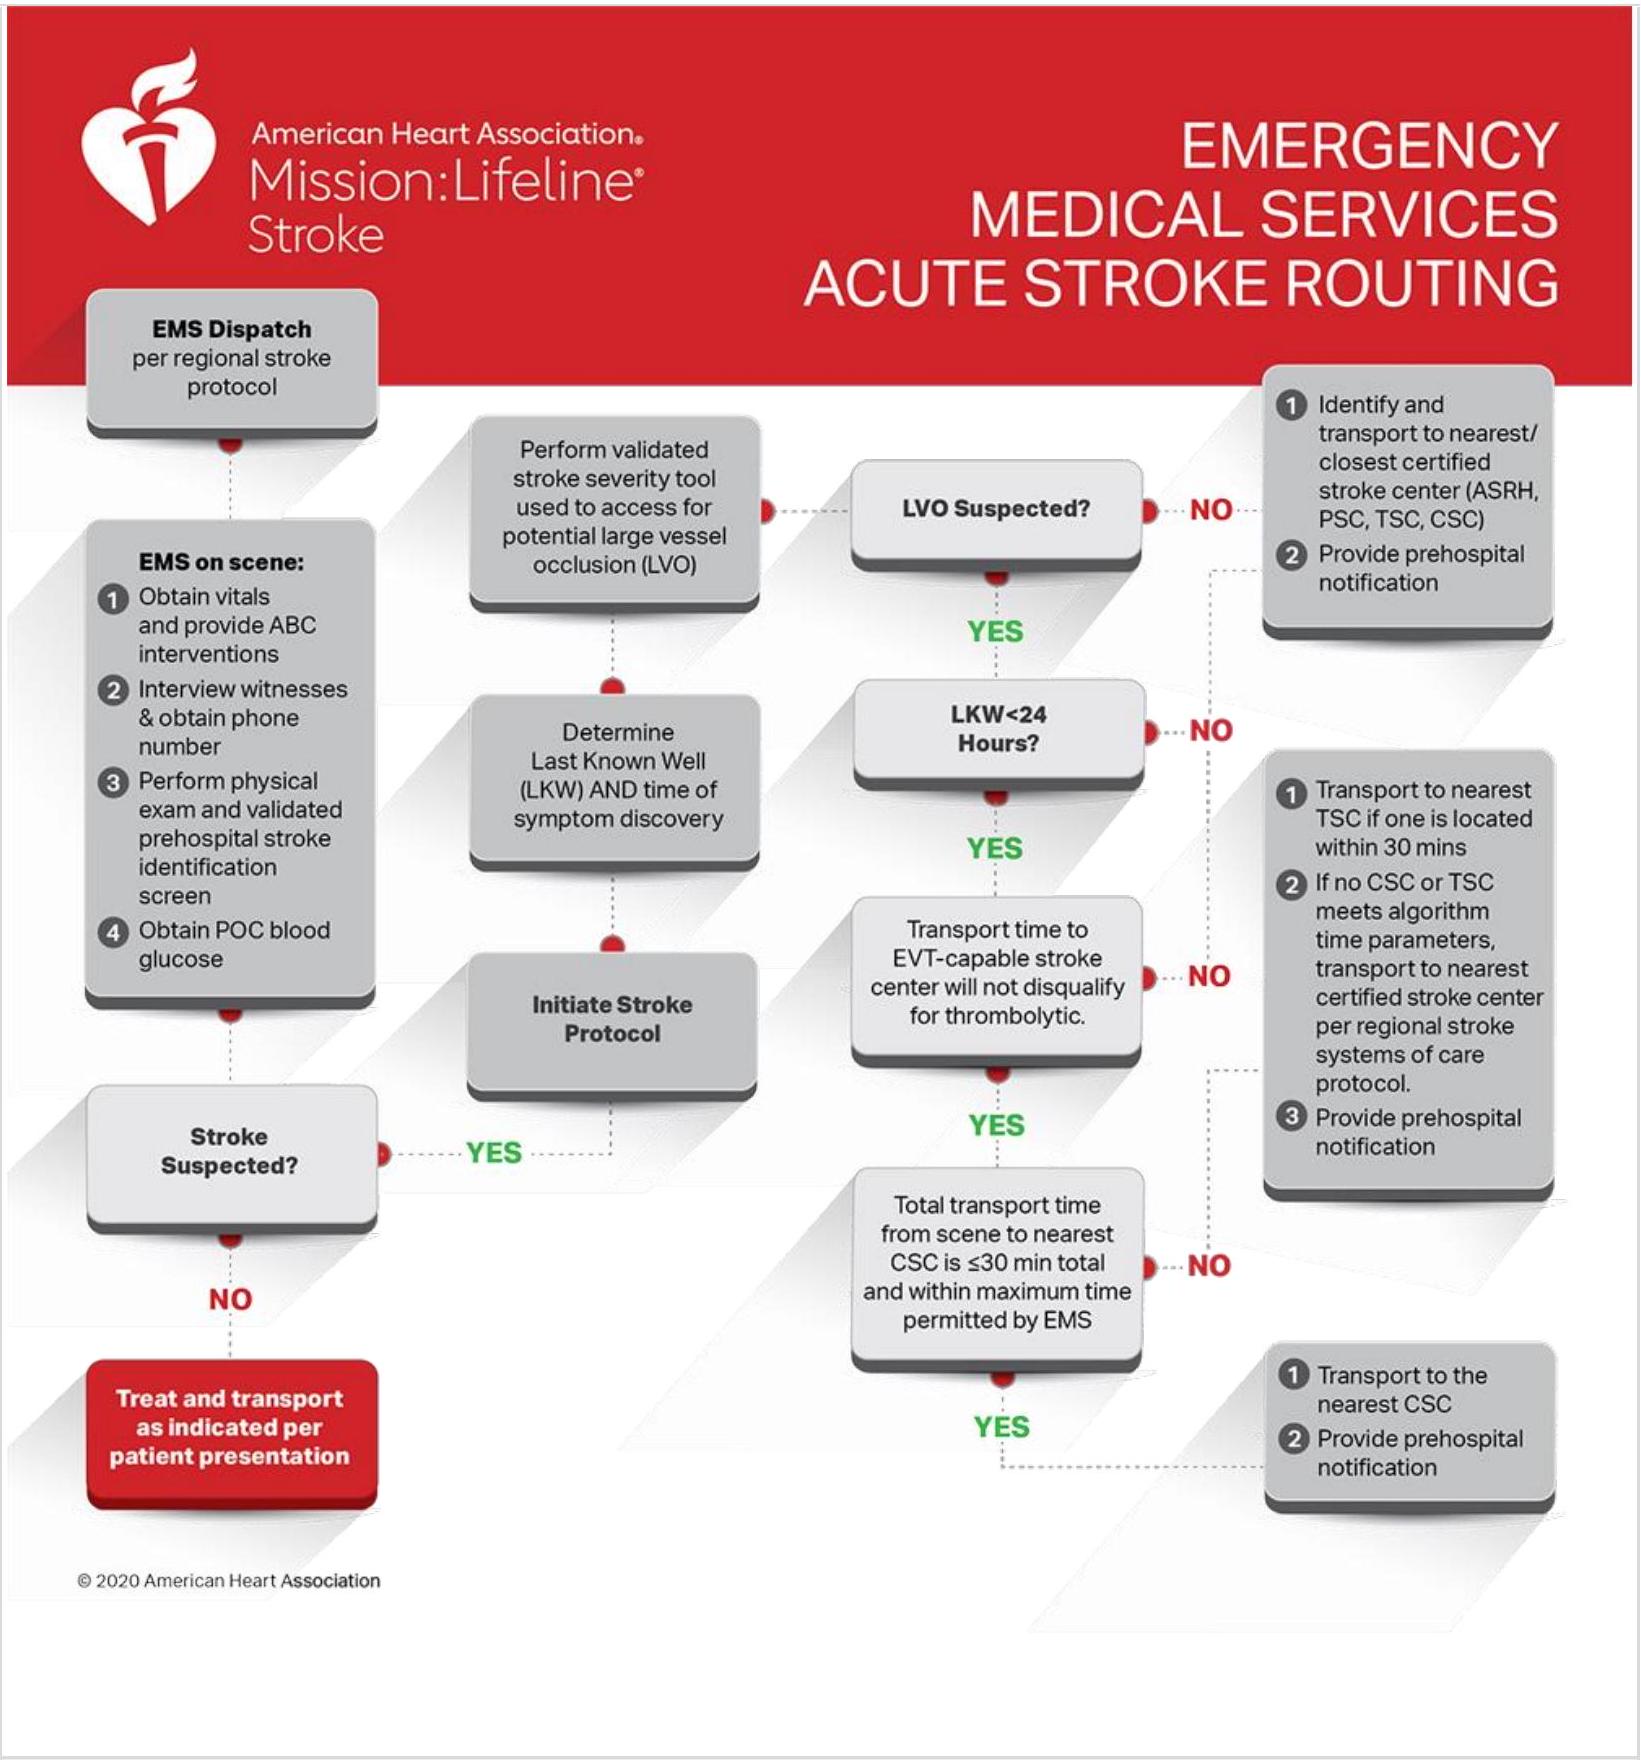 American Heart Association®
Mission:Lifeline®
Stroke
EMERGENCY
MEDICAL SERVICES
ACUTE STROKE ROUTING
EMS Dispatch
per regional stroke
protocol
EMS on scene:
1 Obtain vitals
and provide ABC
interventions
2 Interview witnesses
& obtain phone
number
3 Perform physical
exam and validated
prehospital stroke
identification
screen
4 Obtain POC blood
glucose
Stroke
Suspected?
NO
Treat and transport
as indicated per
patient presentation
YES
Initiate Stroke
Protocol
Determine
Last Known Well
(LKW) AND time of
symptom discovery
Perform validated
stroke severity tool
used to access for
potential large vessel
occlusion (LVO)
LVO Suspected?
NO
1 Identify and
transport to nearest/
closest certified
stroke center (ASRH,
PSC, TSC, CSC)
2 Provide prehospital
notification
YES
LKW<24
Hours?
NO
YES
Transport time to
EVT-capable stroke
center will not disqualify
for thrombolytic.
NO
YES
Total transport time
from scene to nearest
CSC is ≤30 min total
and within maximum time
permitted by EMS
NO
1 Transport to nearest
TSC if one is located
within 30 mins
2 If no CSC or TSC
meets algorithm
time parameters,
transport to nearest
certified stroke center
per regional stroke
systems of care
protocol.
3 Provide prehospital
notification
YES
1 Transport to the
nearest CSC
2 Provide prehospital
notification
© 2020 American Heart Association